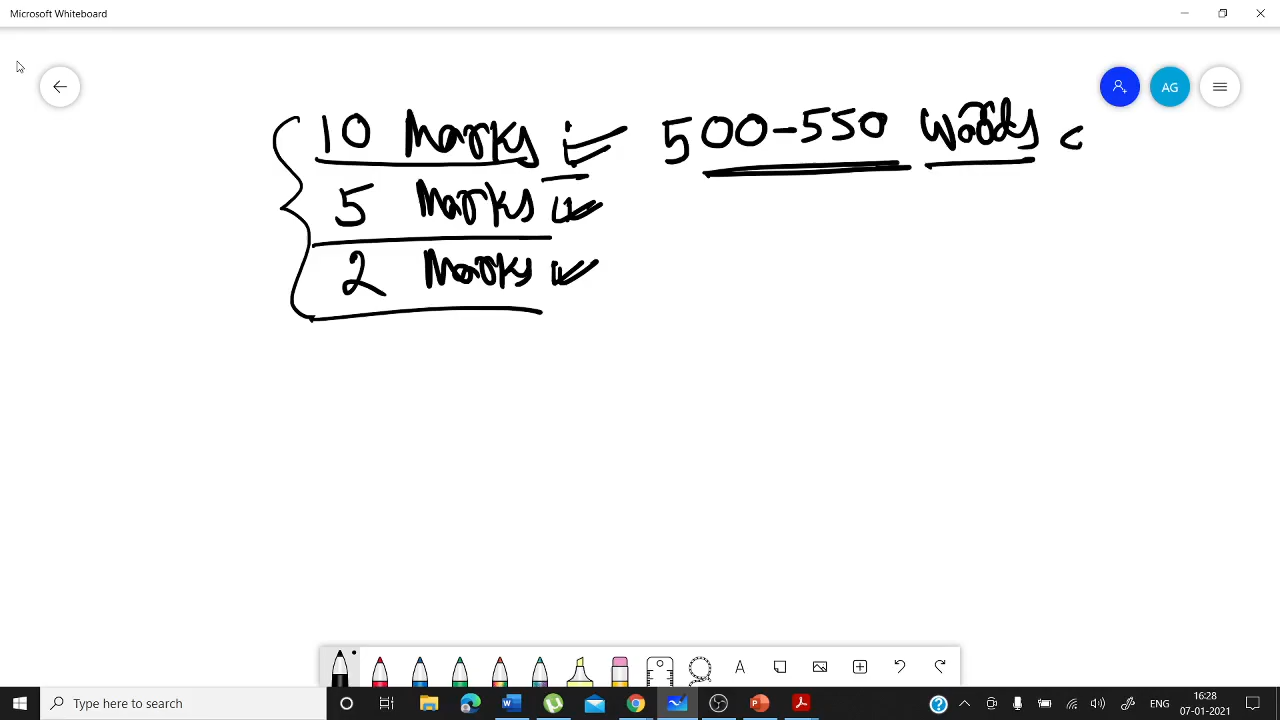 Microsoft Whiteboard
AG
10 Marks 500-550 Words
5 Marks
2 Marks
A
Type here to search
ENG
16:28
07-01-2021